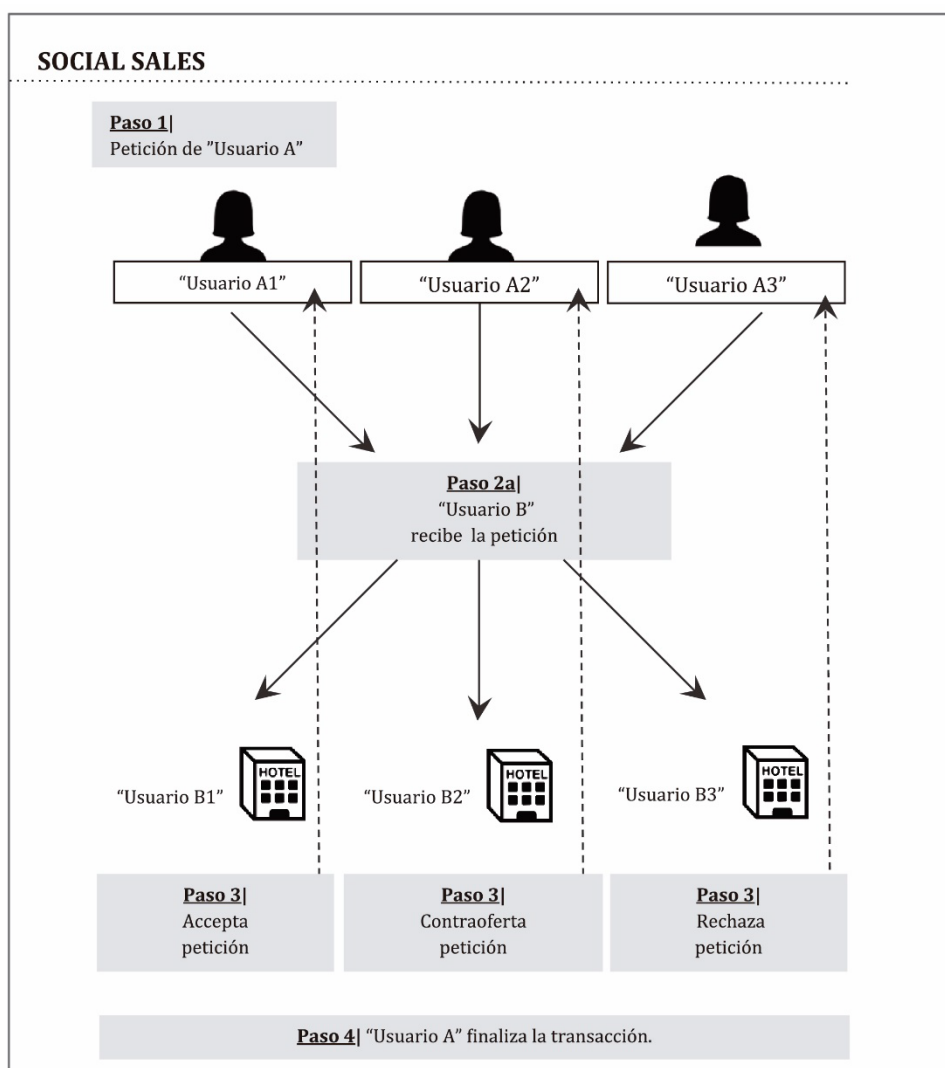 SOCIAL SALES
Paso 1|
Petición de ”Usuario A”
“Usuario A1”
“Usuario A2”
“Usuario A3”
Paso 2a|
“Usuario B”
recibe la petición
“Usuario B1”
HOTEL
“Usuario B2”
HOTEL
“Usuario B3”
HOTEL
Paso 3|
Accepta
petición
Paso 3|
Contraoferta
petición
Paso 3|
Rechaza
petición
Paso 4| “Usuario A” finaliza la transacción.